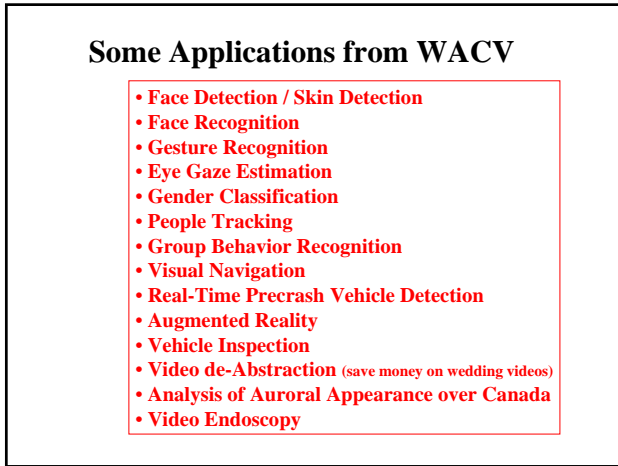 Some Applications from WACV
• Face Detection / Skin Detection
• Face Recognition
• Gesture Recognition
• Eye Gaze Estimation
• Gender Classification
• People Tracking
• Group Behavior Recognition
• Visual Navigation
• Real-Time Precrash Vehicle Detection
• Augmented Reality
• Vehicle Inspection
• Video de-Abstraction (save money on wedding videos)
• Analysis of Auroral Appearance over Canada
• Video Endoscopy